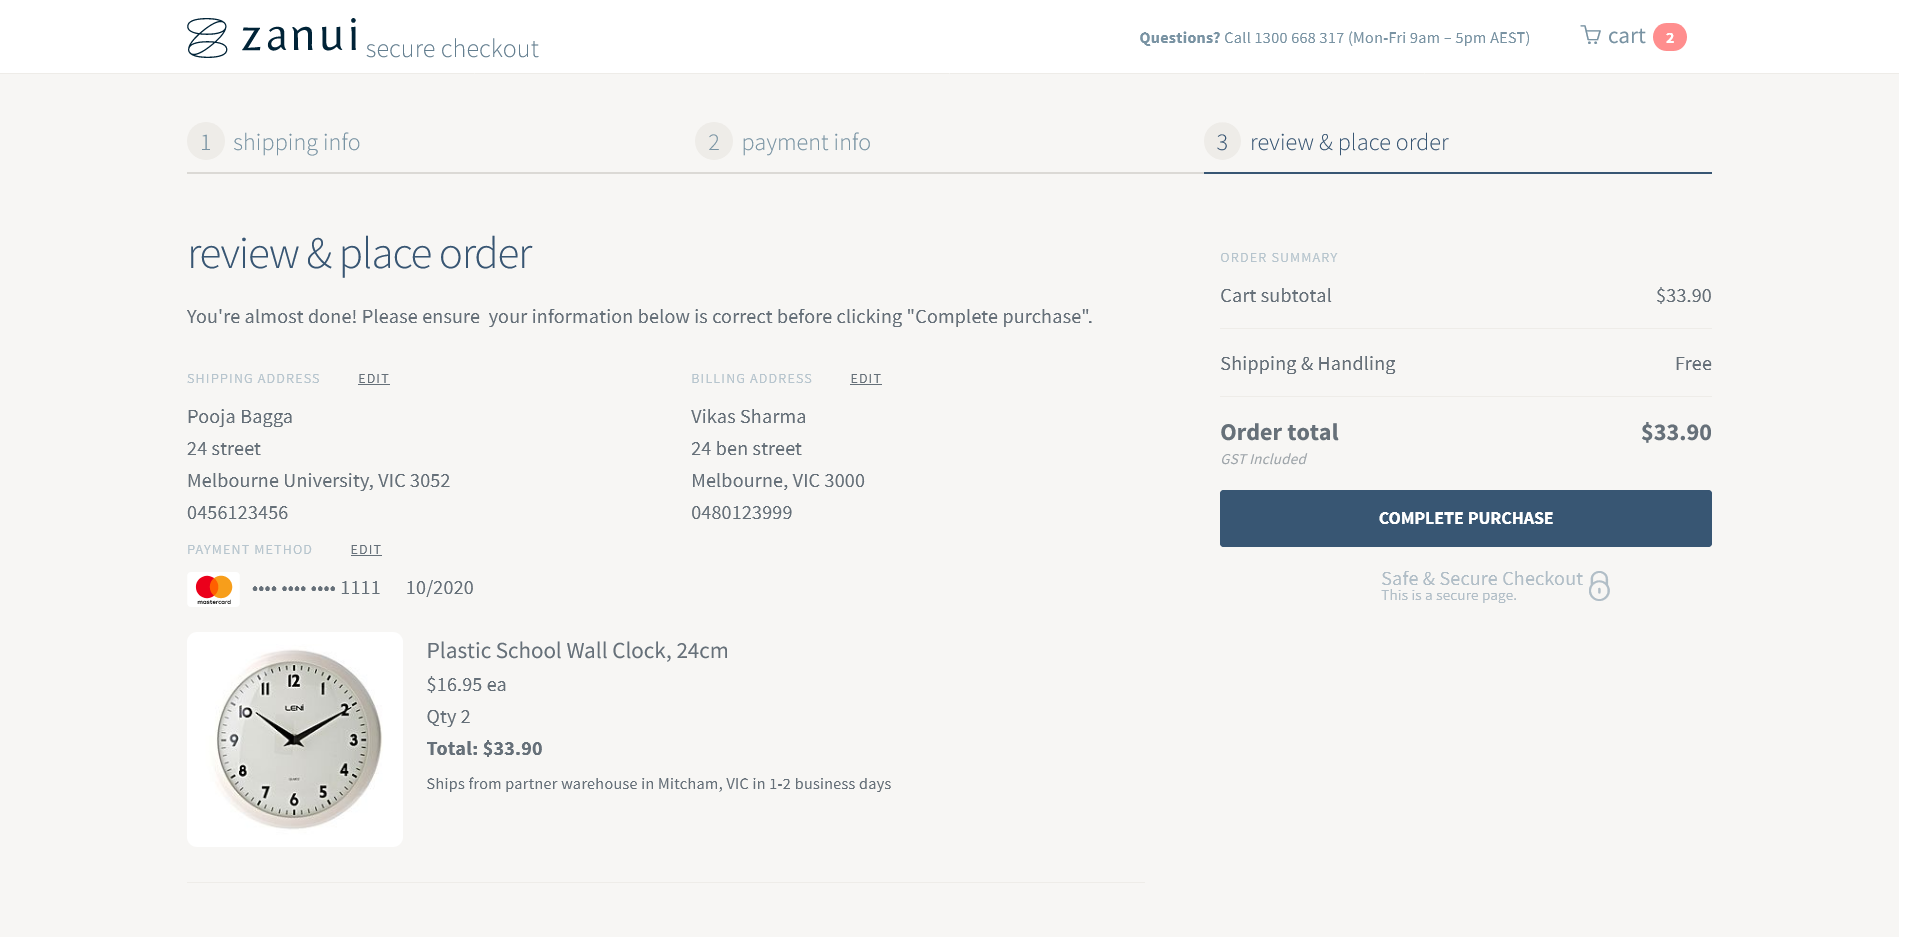 zanui secure checkout
Questions? Call 1300 668 317 (Mon-Fri 9am – 5pm AEST)
cart 2
1 shipping info
2 payment info
3 review & place order
review & place order
You're almost done! Please ensure  your information below is correct before clicking "Complete purchase".
SHIPPING ADDRESS EDIT
Pooja Bagga
24 street
Melbourne University, VIC 3052
0456123456
BILLING ADDRESS EDIT
Vikas Sharma
24 ben street
Melbourne, VIC 3000
0480123999
PAYMENT METHOD EDIT
mastercard
•••• •••• •••• 1111 10/2020
12
11 1
10 2
9 3
8 4
7 5
6
LENI
QUARTZ
Plastic School Wall Clock, 24cm
$16.95 ea
Qty 2
Total: $33.90
Ships from partner warehouse in Mitcham, VIC in 1-2 business days
ORDER SUMMARY
Cart subtotal $33.90
Shipping & Handling Free
Order total $33.90
GST Included
COMPLETE PURCHASE
Safe & Secure Checkout
This is a secure page.